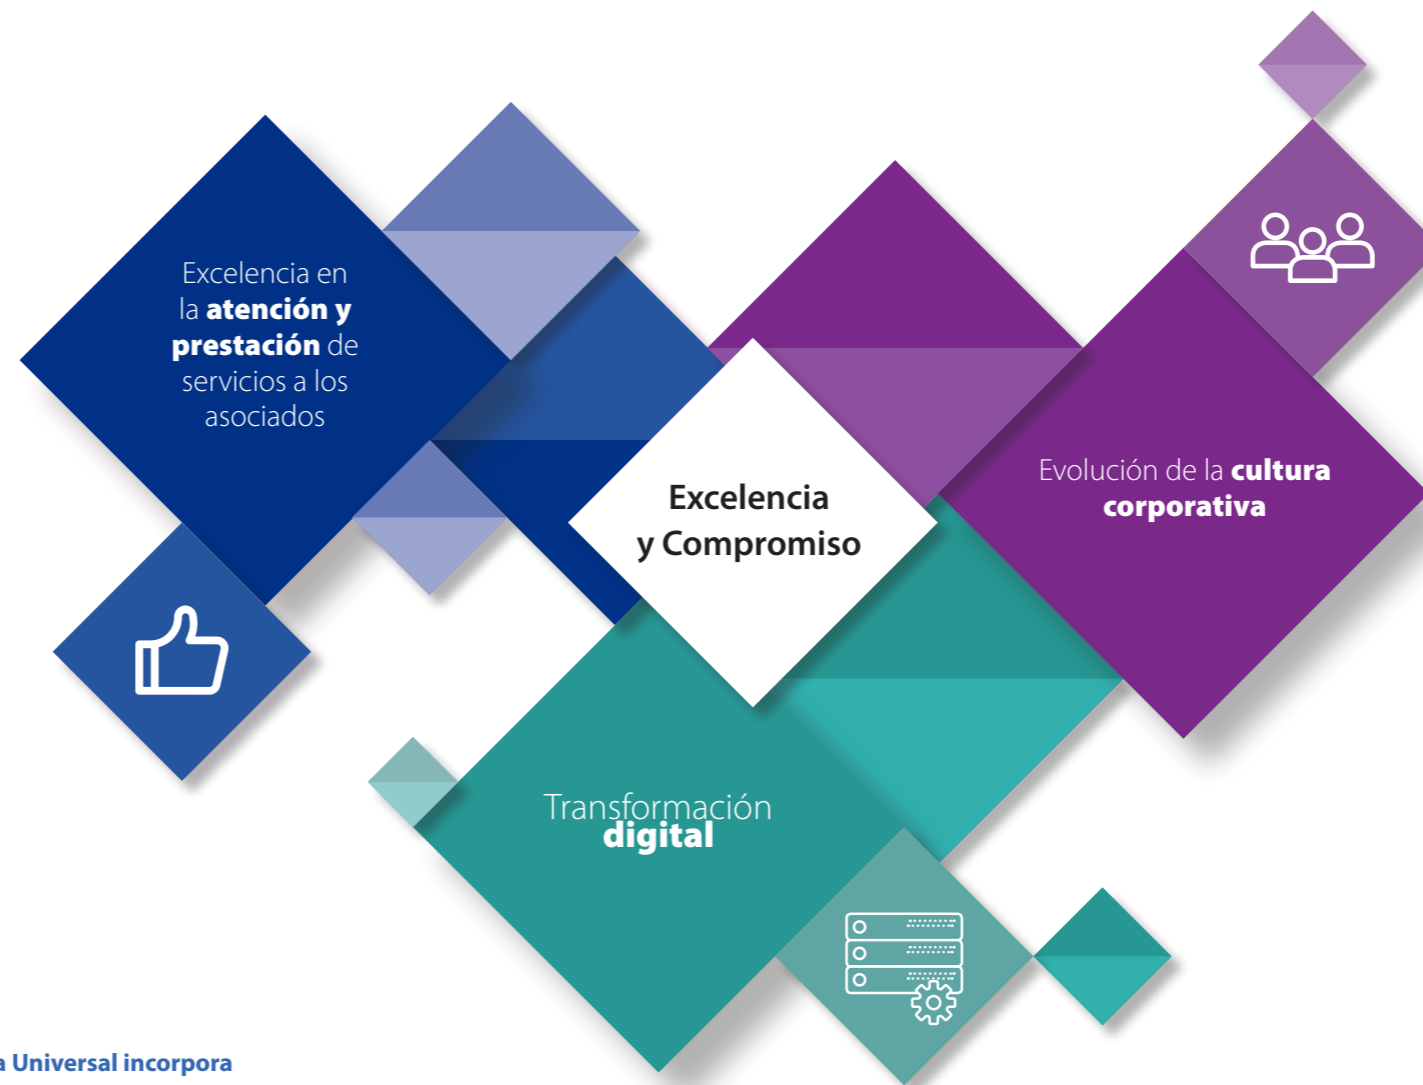 Excelencia en
la atención y
prestación de
servicios a los
asociados
Excelencia
y Compromiso
Evolución de la cultura
corporativa
Transformación
digital
a Universal incorpora